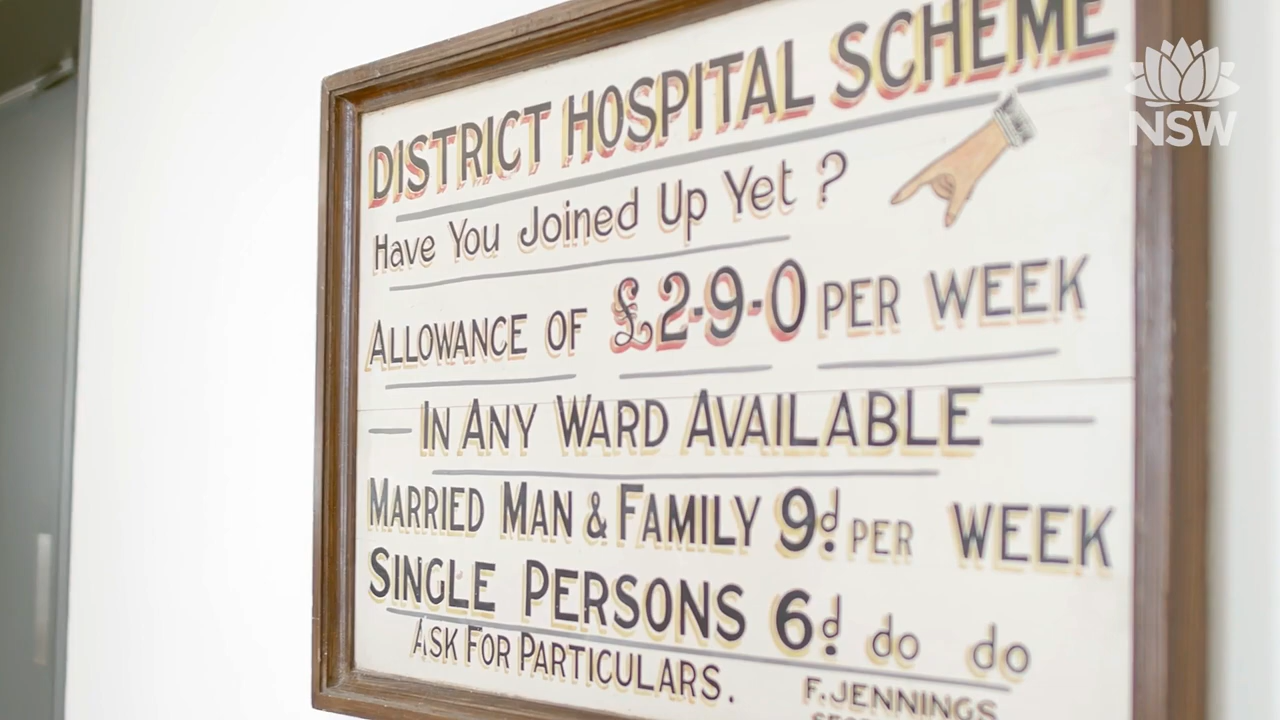 DISTRICT HOSPITAL SCHEME
Have You Joined Up Yet ?
ALLOWANCE OF £2-9-0 PER WEEK
IN ANY WARD AVAILABLE
MARRIED MAN & FAMILY 9d PER WEEK
SINGLE PERSONS 6d do do
ASK FOR PARTICULARS.
F. JENNINGS
NSW